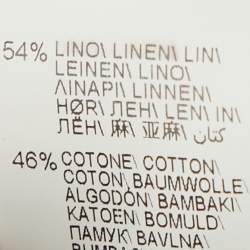 54% LINO\ LINEN\ LIN\
LEINEN\ LINO\
ΛΙΝΑΡΙ\ LINNEN\
HØR\ ЛЕН\ LEN\ IN\
ЛЁН\ 麻\ 亚麻\ كتان\
46% COTONE\ COTTON\
COTON\ BAUMWOLLE\
ALGODÓN\ BAMBAKI\
KATOEN\ BOMULD\
ПАМУК\ BAVLNA\
BUMBAC\